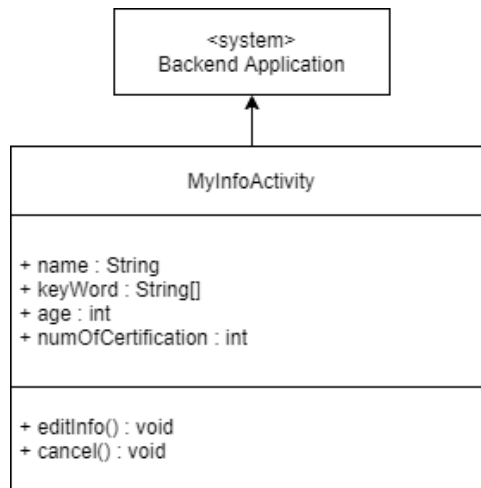 <system>
Backend Application
MyInfoActivity
+ name : String
+ keyWord : String[]
+ age : int
+ numOfCertification : int
+ editInfo() : void
+ cancel() : void